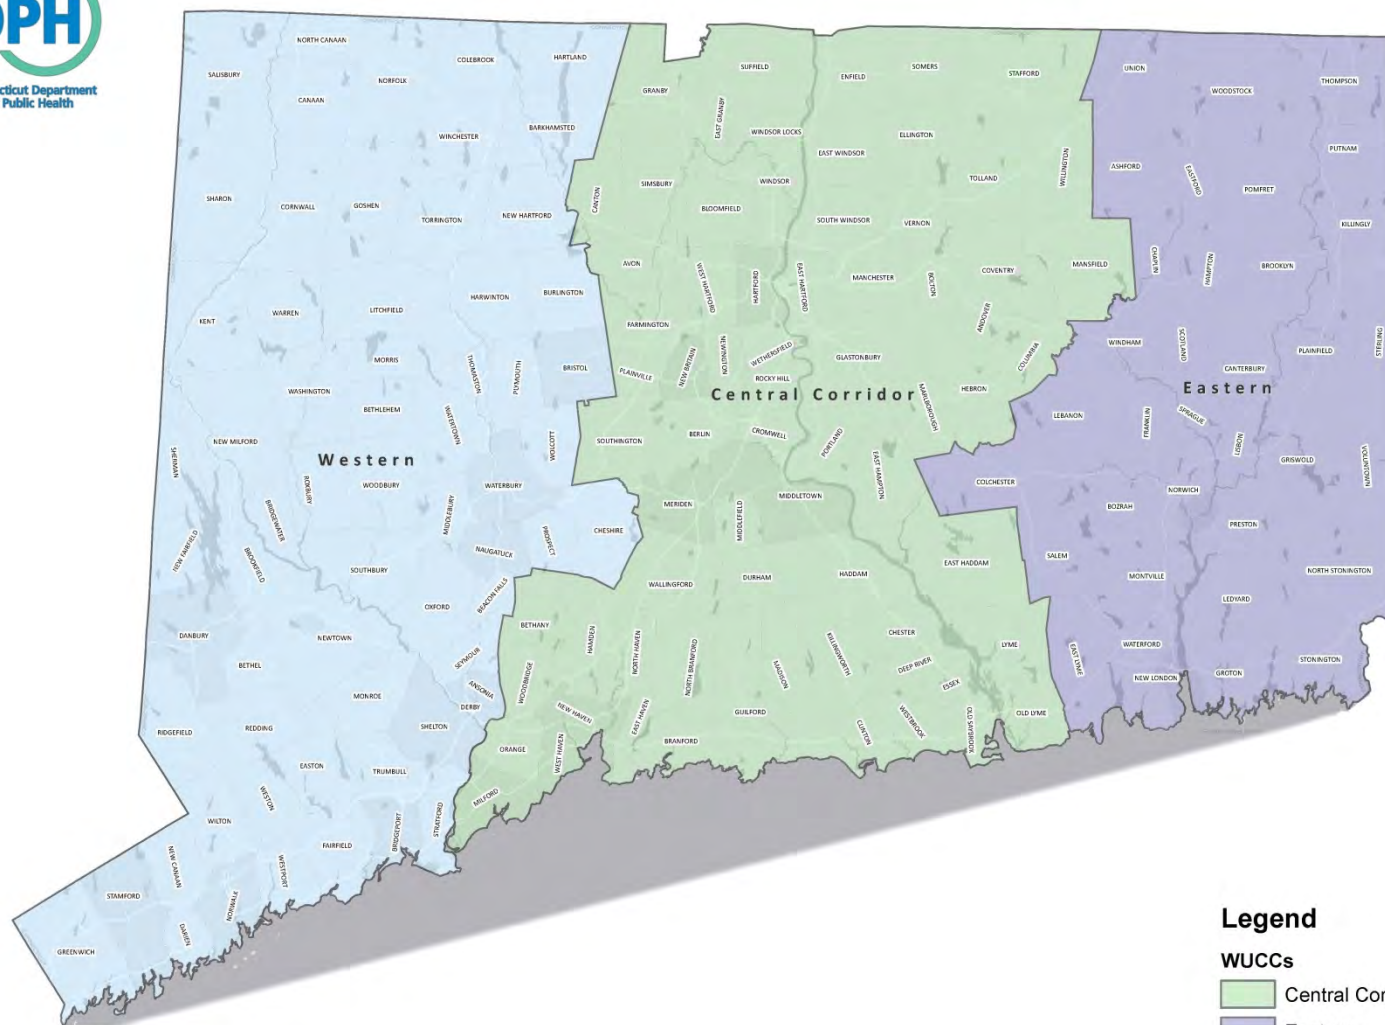 DPH
cticut Department
Public Health
NORTH CANAAN
COLEBROOK
HARTLAND
SALISBURY
NORFOLK
CANAAN
WINCHESTER
BARKHAMSTED
SHARON
CORNWALL
GOSHEN
TORRINGTON
NEW HARTFORD
KENT
WARREN
LITCHFIELD
HARWINTON
BURLINGTON
MORRIS
THOMASTON
PLYMOUTH
BRISTOL
WASHINGTON
BETHLEHEM
WATERTOWN
WOLCOTT
NEW MILFORD
SHERMAN
Western
ROXBURY
WOODBURY
WATERBURY
MIDDLEBURY
BRIDGEWATER
PROSPECT
CHESHIRE
NEW FAIRFIELD
BROOKFIELD
NAUGATUCK
SOUTHBURY
BEACON FALLS
OXFORD
DANBURY
NEWTOWN
BETHEL
SEYMOUR
ANSONIA
MONROE
DERBY
SHELTON
RIDGEFIELD
REDDING
EASTON
TRUMBULL
WESTON
WILTON
STRATFORD
BRIDGEPORT
FAIRFIELD
NEW CANAAN
WESTPORT
STAMFORD
NORWALK
DARIEN
GREENWICH
SUFFIELD
ENFIELD
SOMERS
STAFFORD
GRANBY
EAST GRANBY
WINDSOR LOCKS
ELLINGTON
EAST WINDSOR
WILLINGTON
SIMSBURY
WINDSOR
TOLLAND
CANTON
BLOOMFIELD
SOUTH WINDSOR
VERNON
AVON
WEST HARTFORD
HARTFORD
EAST HARTFORD
MANCHESTER
BOLTON
COVENTRY
MANSFIELD
ANDOVER
FARMINGTON
NEWINGTON
WETHERSFIELD
GLASTONBURY
COLUMBIA
PLAINVILLE
NEW BRITAIN
ROCKY HILL
Central Corridor
MARLBOROUGH
HEBRON
SOUTHINGTON
BERLIN
CROMWELL
PORTLAND
EAST HAMPTON
MERIDEN
MIDDLEFIELD
MIDDLETOWN
WALLINGFORD
DURHAM
HADDAM
EAST HADDAM
BETHANY
HAMDEN
NORTH HAVEN
NORTH BRANFORD
MADISON
KILLINGWORTH
CHESTER
DEEP RIVER
LYME
WOODBRIDGE
ESSEX
NEW HAVEN
EAST HAVEN
GUILFORD
CLINTON
WESTBROOK
OLD SAYBROOK
OLD LYME
ORANGE
WEST HAVEN
BRANFORD
MILFORD
UNION
WOODSTOCK
THOMPSON
PUTNAM
ASHFORD
EASTFORD
POMFRET
KILLINGLY
CHAPLIN
HAMPTON
BROOKLYN
WINDHAM
SCOTLAND
PLAINFIELD
STERLING
CANTERBURY
Eastern
LEBANON
FRANKLIN
SPRAGUE
LISBON
GRISWOLD
VOLUNTOWN
COLCHESTER
NORWICH
BOZRAH
PRESTON
SALEM
MONTVILLE
NORTH STONINGTON
LEDYARD
EAST LYME
WATERFORD
NEW LONDON
GROTON
STONINGTON
Legend
WUCCs
Central Cor